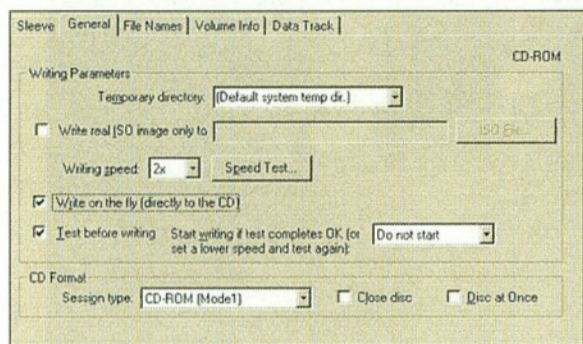 Sleeve General File Names Volume Info Data Track
CD-ROM
Writing Parameters
Temporary directory: (Default system temp dir.)
Write real ISO image only to ISO File...
Writing speed: 2x Speed Test...
Write on the fly (directly to the CD)
Test before writing Start writing if test completes OK (or Do not start
set a lower speed and test again):
CD Format
Session type: CD-ROM (Mode1) Close disc Disc at Once